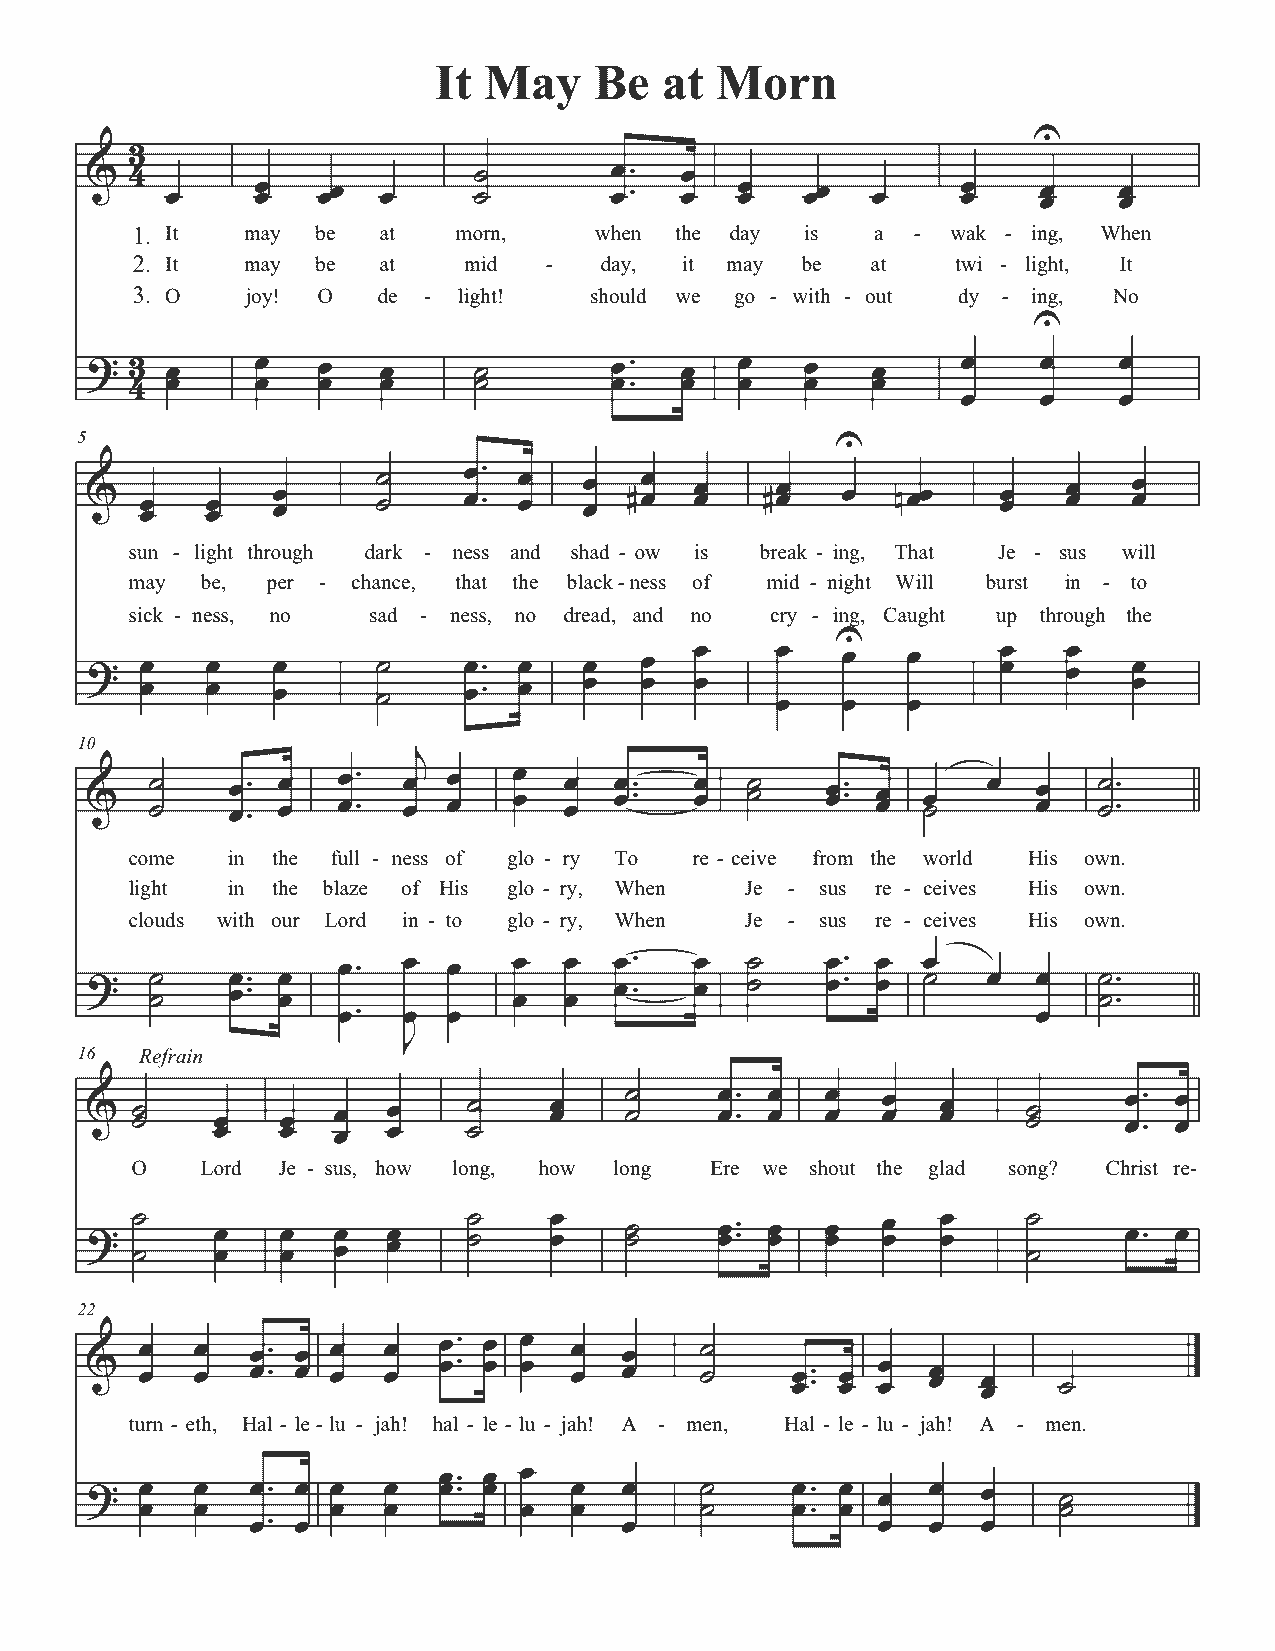 It May Be at Morn
1. It may be at morn, when the day is a - wak - ing, When
2. It may be at mid - day, it may be at twi - light, It
3. O joy! O de - light! should we go - with - out dy - ing, No
5
sun - light through dark - ness and shad - ow is break - ing, That Je - sus will
may be, per - chance, that the black - ness of mid - night Will burst in - to
sick - ness, no sad - ness, no dread, and no cry - ing, Caught up through the
10
come in the full - ness of glo - ry To re - ceive from the world His own.
light in the blaze of His glo - ry, When Je - sus re - ceives His own.
clouds with our Lord in - to glo - ry, When Je - sus re - ceives His own.
16 Refrain
O Lord Je - sus, how long, how long Ere we shout the glad song? Christ re-
22
turn - eth, Hal - le - lu - jah! hal - le - lu - jah! A - men, Hal - le - lu - jah! A - men.